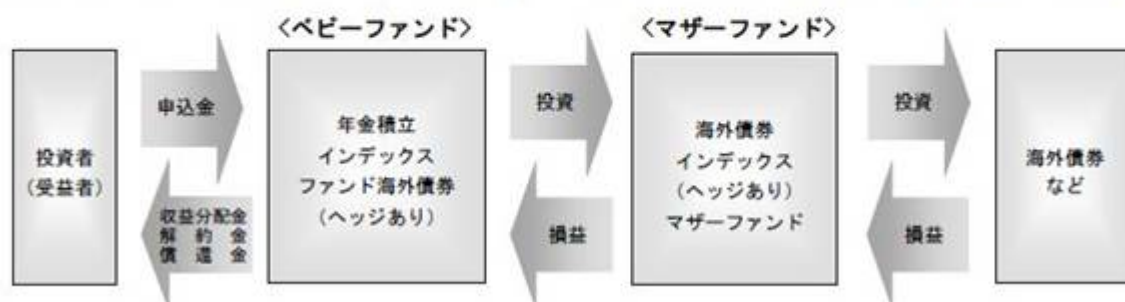 〈ベビーファンド〉
〈マザーファンド〉
投資者
（受益者）
申込金
収益分配金
解約金
償還金
年金積立
インデックス
ファンド海外債券
（ヘッジあり）
投資
損益
海外債券
インデックス
（ヘッジあり）
マザーファンド
投資
損益
海外債券
など